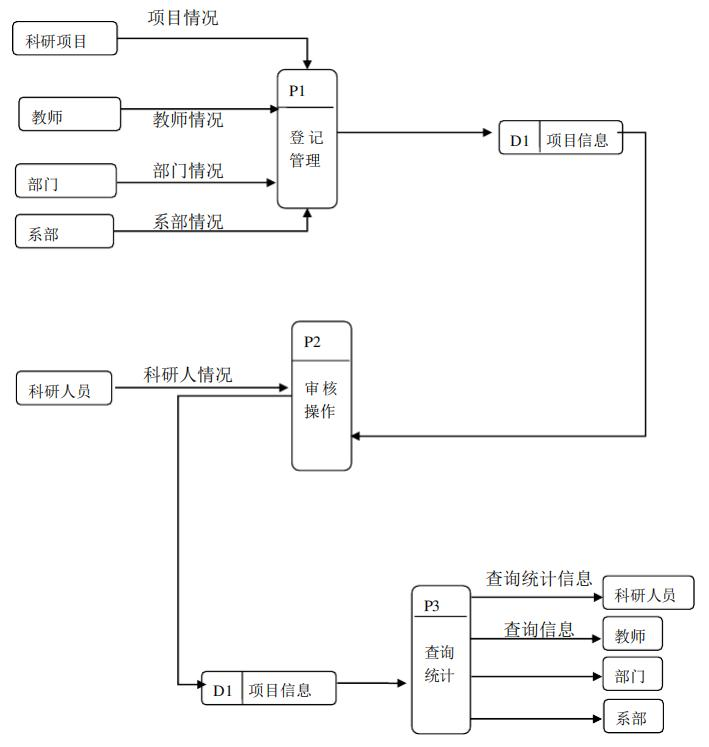 项目情况
科研项目
P1
教师
教师情况
登记
管理
D1 项目信息
部门情况
部门
系部情况
系部
P2
科研人情况
科研人员
审核
操作
查询统计信息
科研人员
P3
查询信息
教师
查询
统计
部门
D1 项目信息
系部